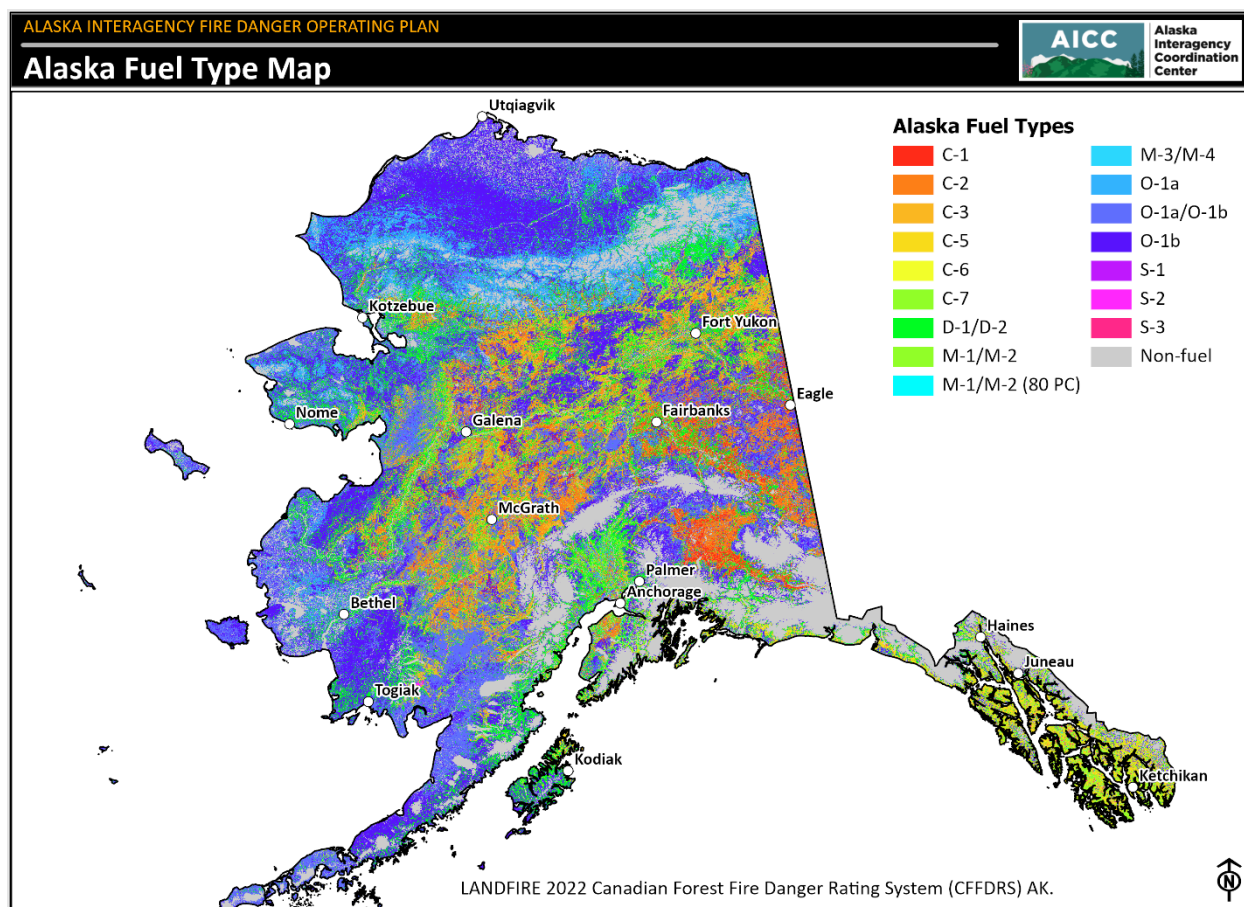 ALASKA INTERAGENCY FIRE DANGER OPERATING PLAN
Alaska Fuel Type Map
AICC
Alaska
Interagency
Coordination
Center
Utqiagvik
Kotzebue
Fort Yukon
Nome
Galena
Fairbanks
Eagle
McGrath
Palmer
Anchorage
Bethel
Togiak
Kodiak
Haines
Juneau
Ketchikan
Alaska Fuel Types
C-1
C-2
C-3
C-5
C-6
C-7
D-1/D-2
M-1/M-2
M-1/M-2 (80 PC)
M-3/M-4
O-1a
O-1a/O-1b
O-1b
S-1
S-2
S-3
Non-fuel
LANDFIRE 2022 Canadian Forest Fire Danger Rating System (CFFDRS) AK.
N